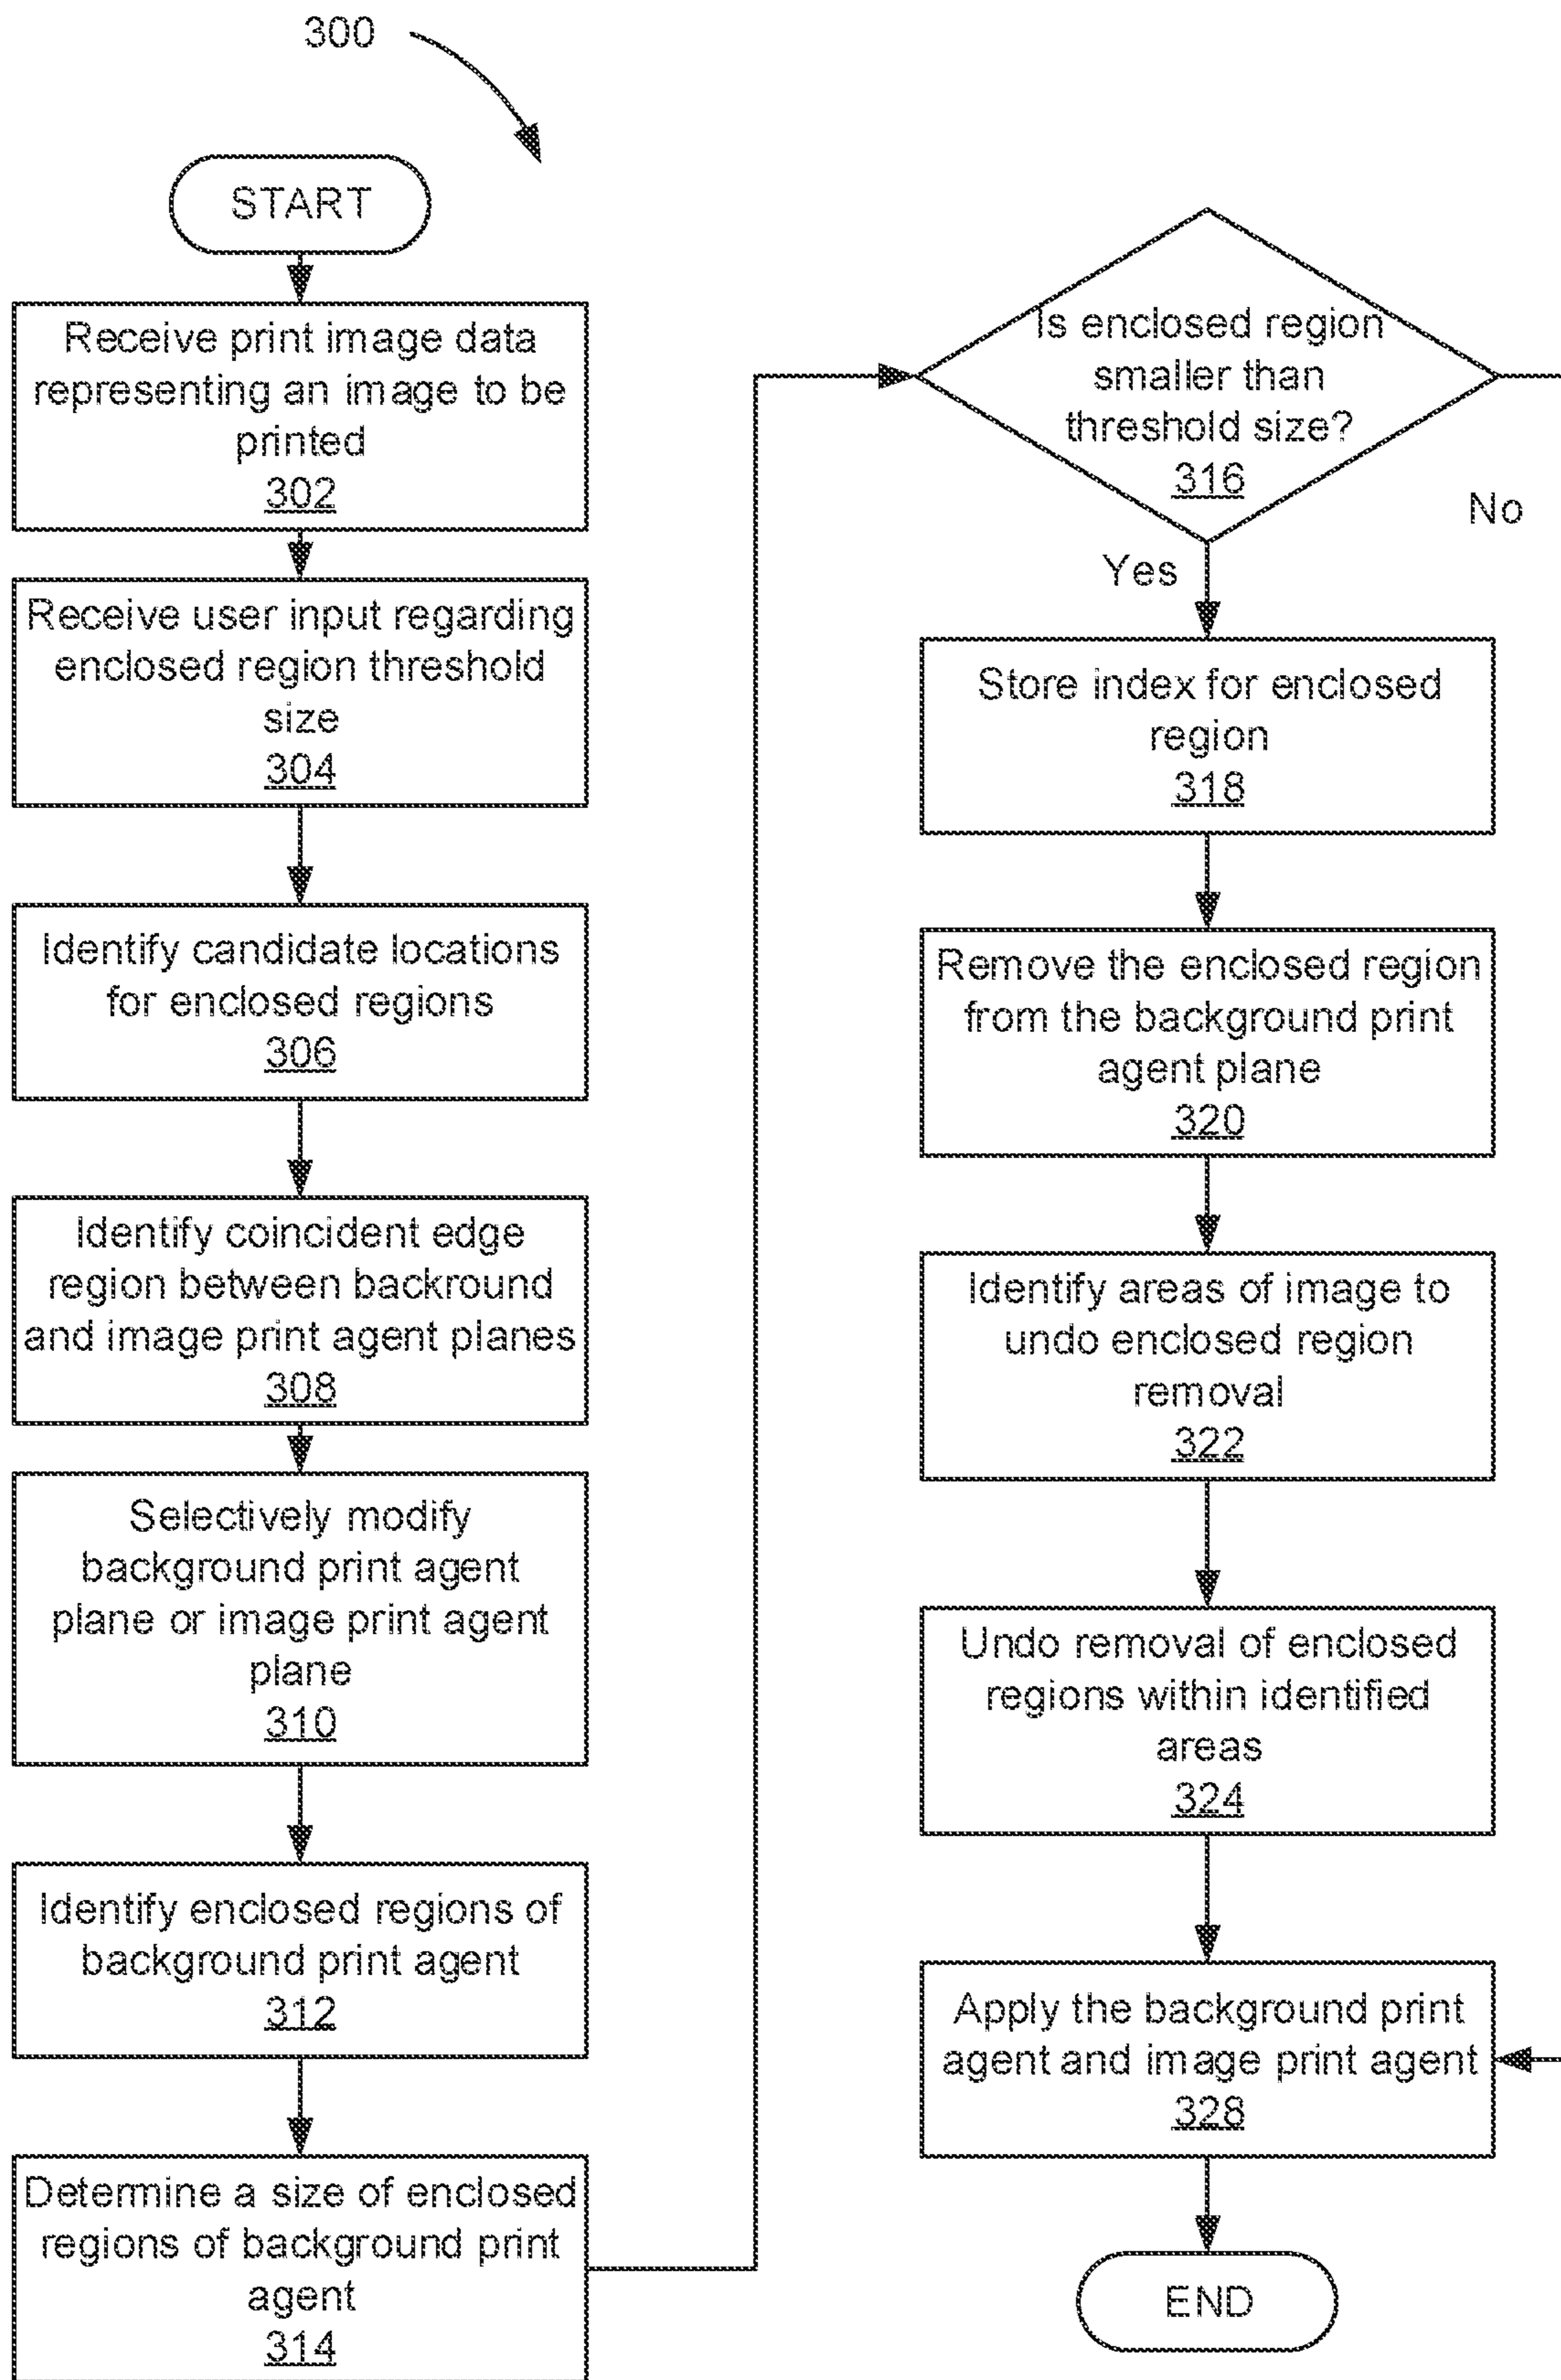 300
START
Receive print image data
representing an image to be
printed
302
Receive user input regarding
enclosed region threshold
size
304
Identify candidate locations
for enclosed regions
306
Identify coincident edge
region between backround
and image print agent planes
308
Selectively modify
background print agent
plane or image print agent
plane
310
Identify enclosed regions of
background print agent
312
Determine a size of enclosed
regions of background print
agent
314
Is enclosed region
smaller than
threshold size?
316
No
Yes
Store index for enclosed
region
318
Remove the enclosed region
from the background print
agent plane
320
Identify areas of image to
undo enclosed region
removal
322
Undo removal of enclosed
regions within identified
areas
324
Apply the background print
agent and image print agent
328
END